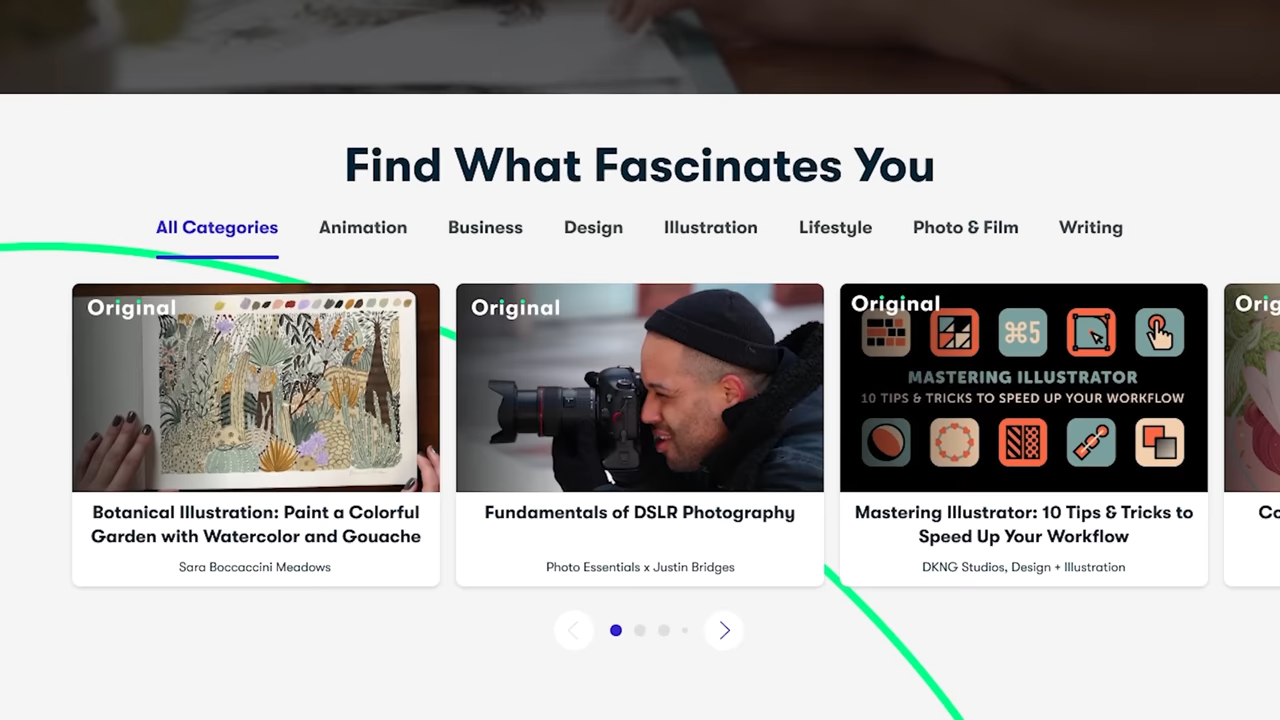 Find What Fascinates You
All Categories Animation Business Design Illustration Lifestyle Photo & Film Writing
Original
Original
Original
⌘5
MASTERING ILLUSTRATOR
10 TIPS & TRICKS TO SPEED UP YOUR WORKFLOW
Botanical Illustration: Paint a Colorful
Garden with Watercolor and Gouache
Sara Boccaccini Meadows
Fundamentals of DSLR Photography
Photo Essentials x Justin Bridges
Mastering Illustrator: 10 Tips & Tricks to
Speed Up Your Workflow
DKNG Studios, Design + Illustration